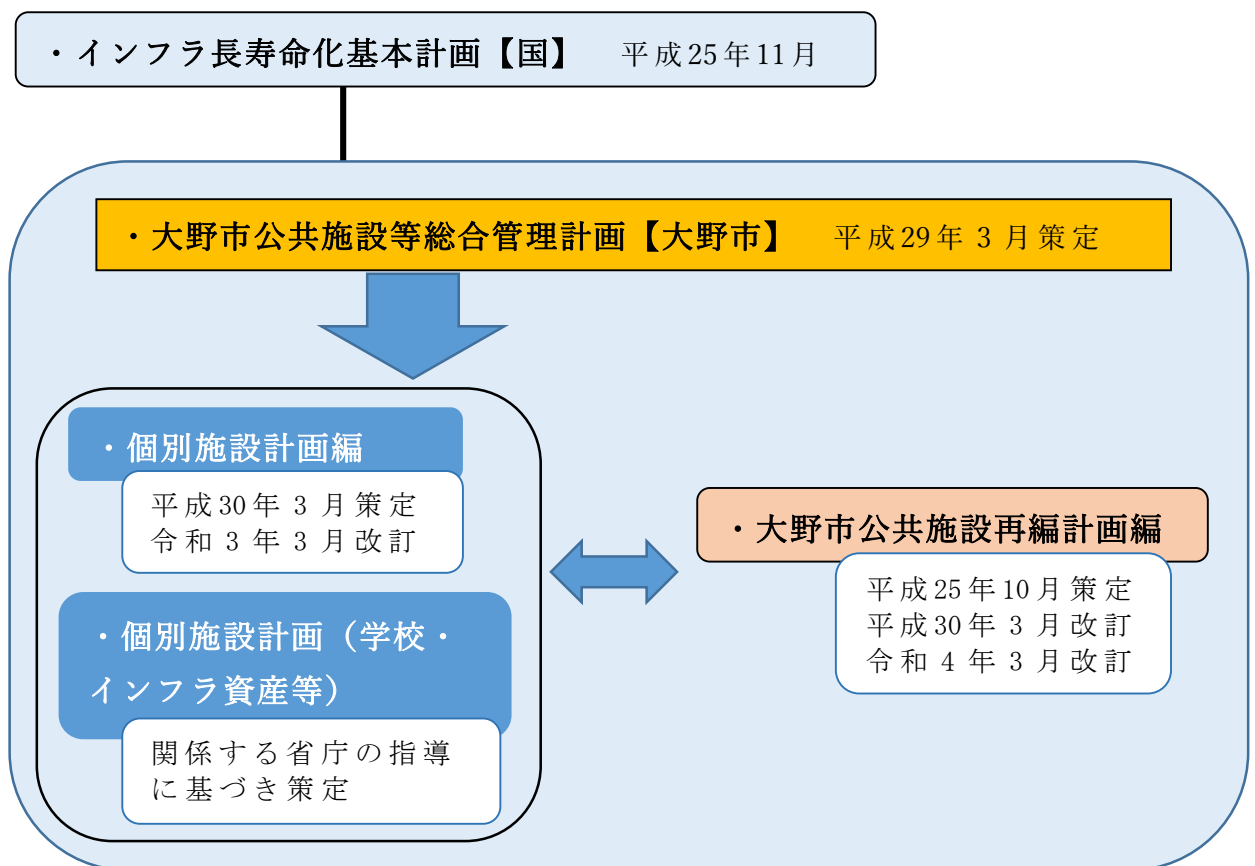 ・インフラ長寿命化基本計画【国】 平成25年11月
・大野市公共施設等総合管理計画【大野市】 平成29年３月策定
・個別施設計画編
平成30年３月策定
令和３年３月改訂
・個別施設計画（学校・
インフラ資産等）
関係する省庁の指導
に基づき策定
・大野市公共施設再編計画編
平成25年10月策定
平成30年３月改訂
令和４年３月改訂